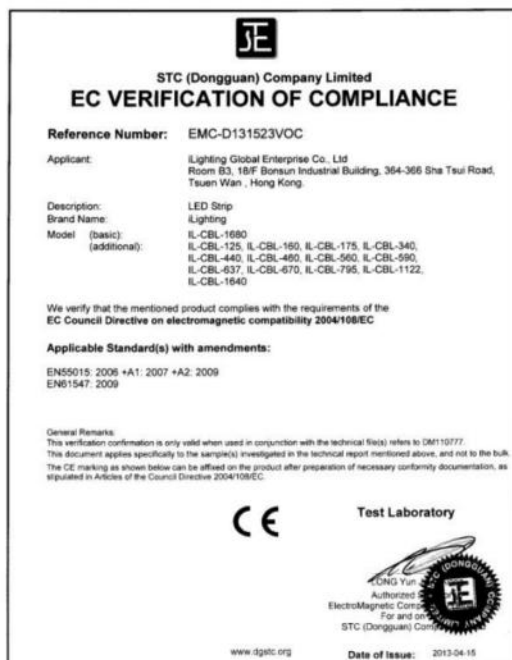 STC (Dongguan) Company Limited
EC VERIFICATION OF COMPLIANCE
Reference Number: EMC-D131523VOC
Applicant: iLighting Global Enterprise Co., Ltd
Room B3, 18/F Bonsun Industrial Building, 364-366 Sha Tsui Road,
Tsuen Wan , Hong Kong.
Description: LED Strip
Brand Name: iLighting
Model (basic): IL-CBL-1680
(additional): IL-CBL-125, IL-CBL-160, IL-CBL-175, IL-CBL-340,
IL-CBL-440, IL-CBL-460, IL-CBL-560, IL-CBL-590,
IL-CBL-637, IL-CBL-670, IL-CBL-795, IL-CBL-1122,
IL-CBL-1640
We verify that the mentioned product complies with the requirements of the
EC Council Directive on electromagnetic compatibility 2004/108/EC
Applicable Standard(s) with amendments:
EN55015: 2006 +A1: 2007 +A2: 2009
EN61547: 2009
General Remarks:
This verification confirmation is only valid when used in conjunction with the technical file(s) refers to DM110777.
This document applies specifically to the sample(s) investigated in the technical report mentioned above, and not to the bulk.
The CE marking as shown below can be affixed on the product after preparation of necessary conformity documentation, as
stipulated in Articles of the Council Directive 2004/108/EC.
CE
Test Laboratory
LONG Yun
Authorized
ElectroMagnetic
For and on
STC (Dongguan)
STC (DONGGUAN) COMPANY LIMITED
www.dgstc.org
Date of Issue: 2013-04-15